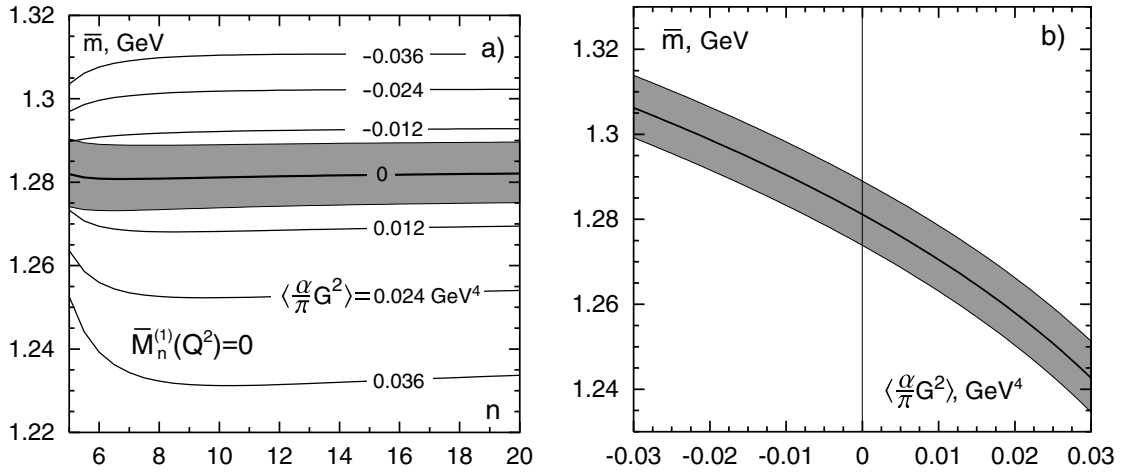 m̅, GeV
a)
1.32
1.3
1.28
1.26
1.24
1.22
−0.036
−0.024
−0.012
0
0.012
⟨α/π G²⟩=0.024 GeV⁴
M̅ₙ⁽¹⁾(Q²)=0
0.036
n
6 8 10 12 14 16 18 20
m̅, GeV
b)
1.32
1.3
1.28
1.26
1.24
⟨α/π G²⟩, GeV⁴
-0.03 -0.02 -0.01 0 0.01 0.02 0.03